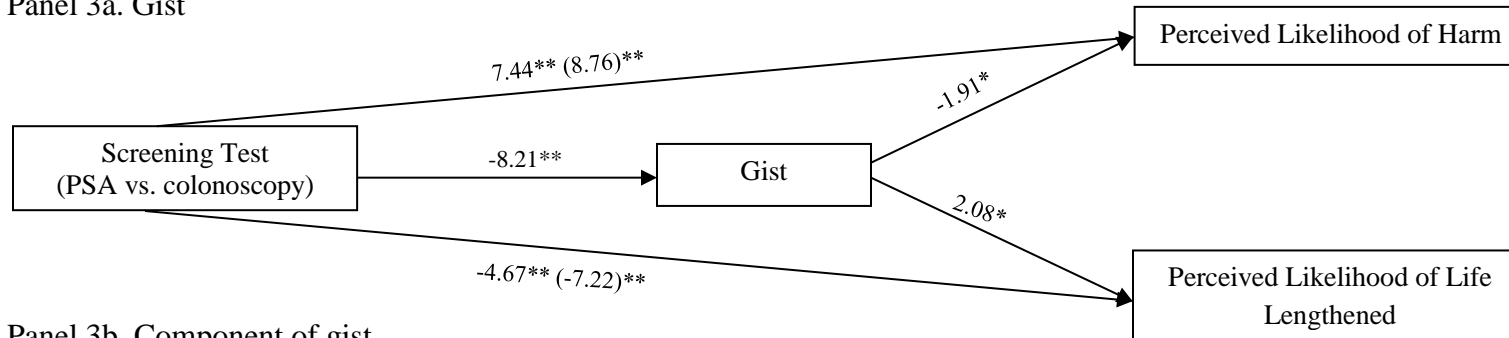 Panel 3a. Gist
Perceived Likelihood of Harm
7.44** (8.76)**
-1.91*
Screening Test
(PSA vs. colonoscopy)
-8.21**
Gist
2.08*
-4.67** (-7.22)**
Perceived Likelihood of Life
Lengthened
Panel 3b. Component of gist